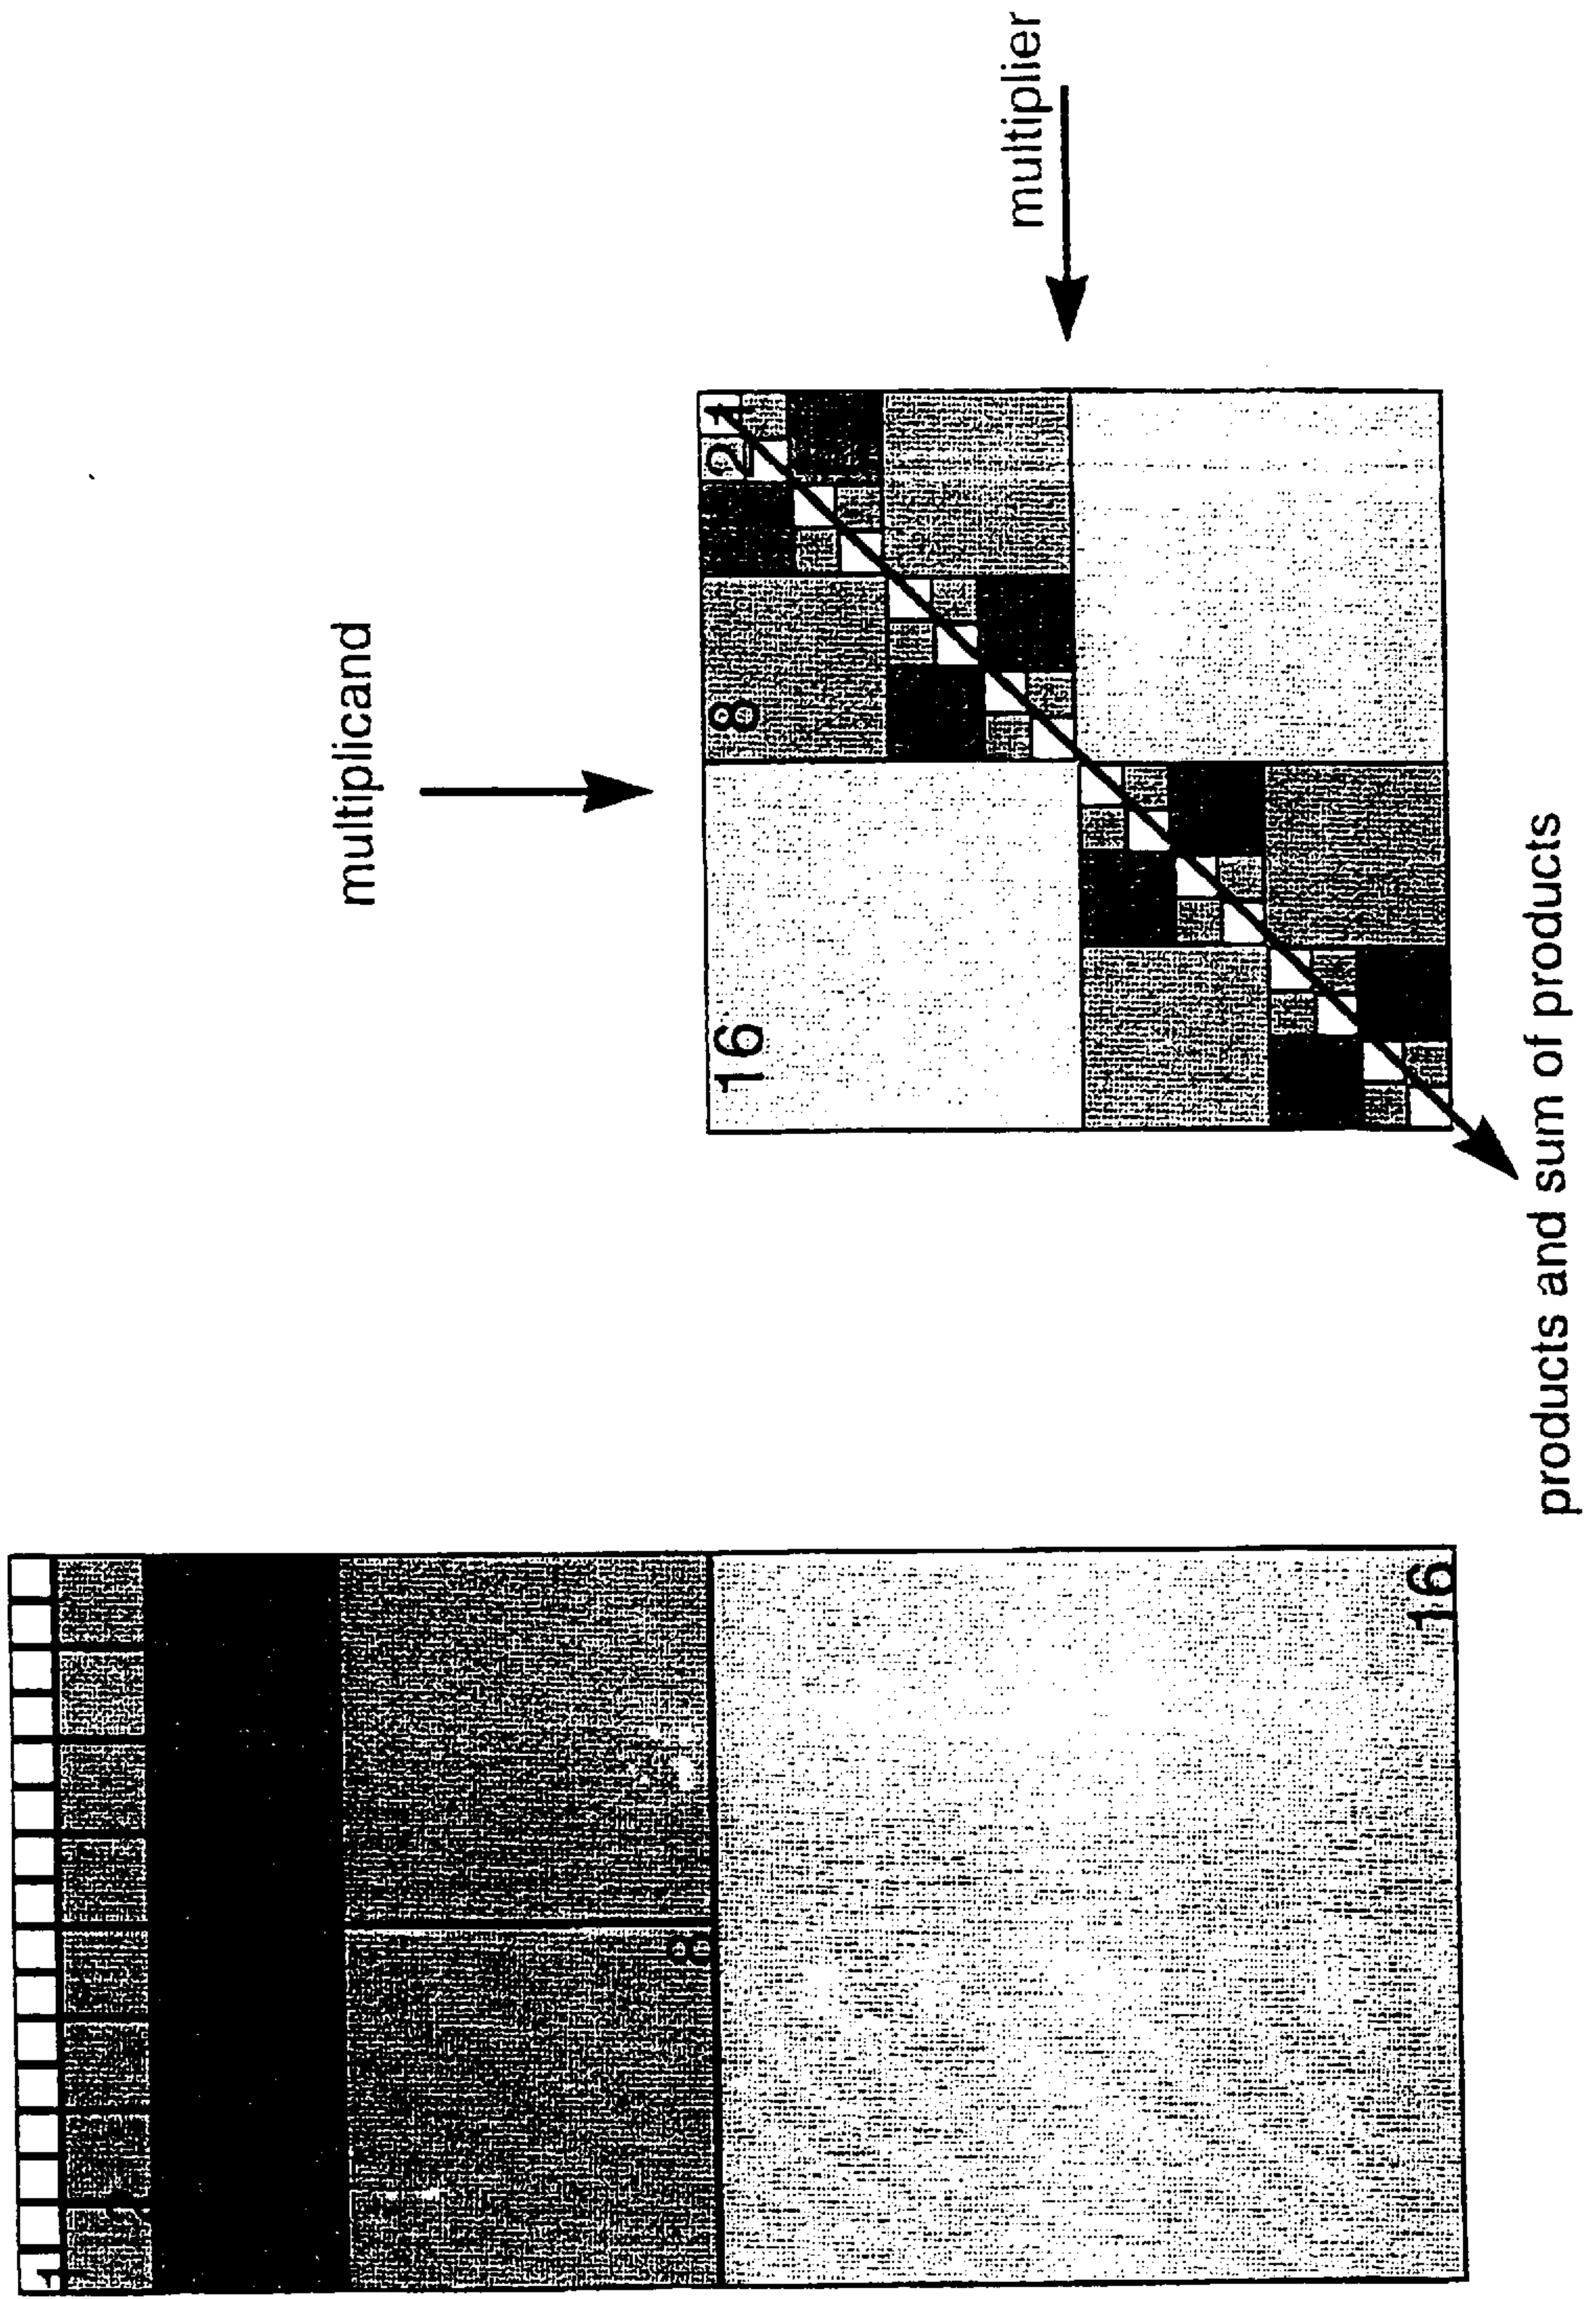 multiplicand
multiplier
16
8
2
1
products and sum of products
1
8
16